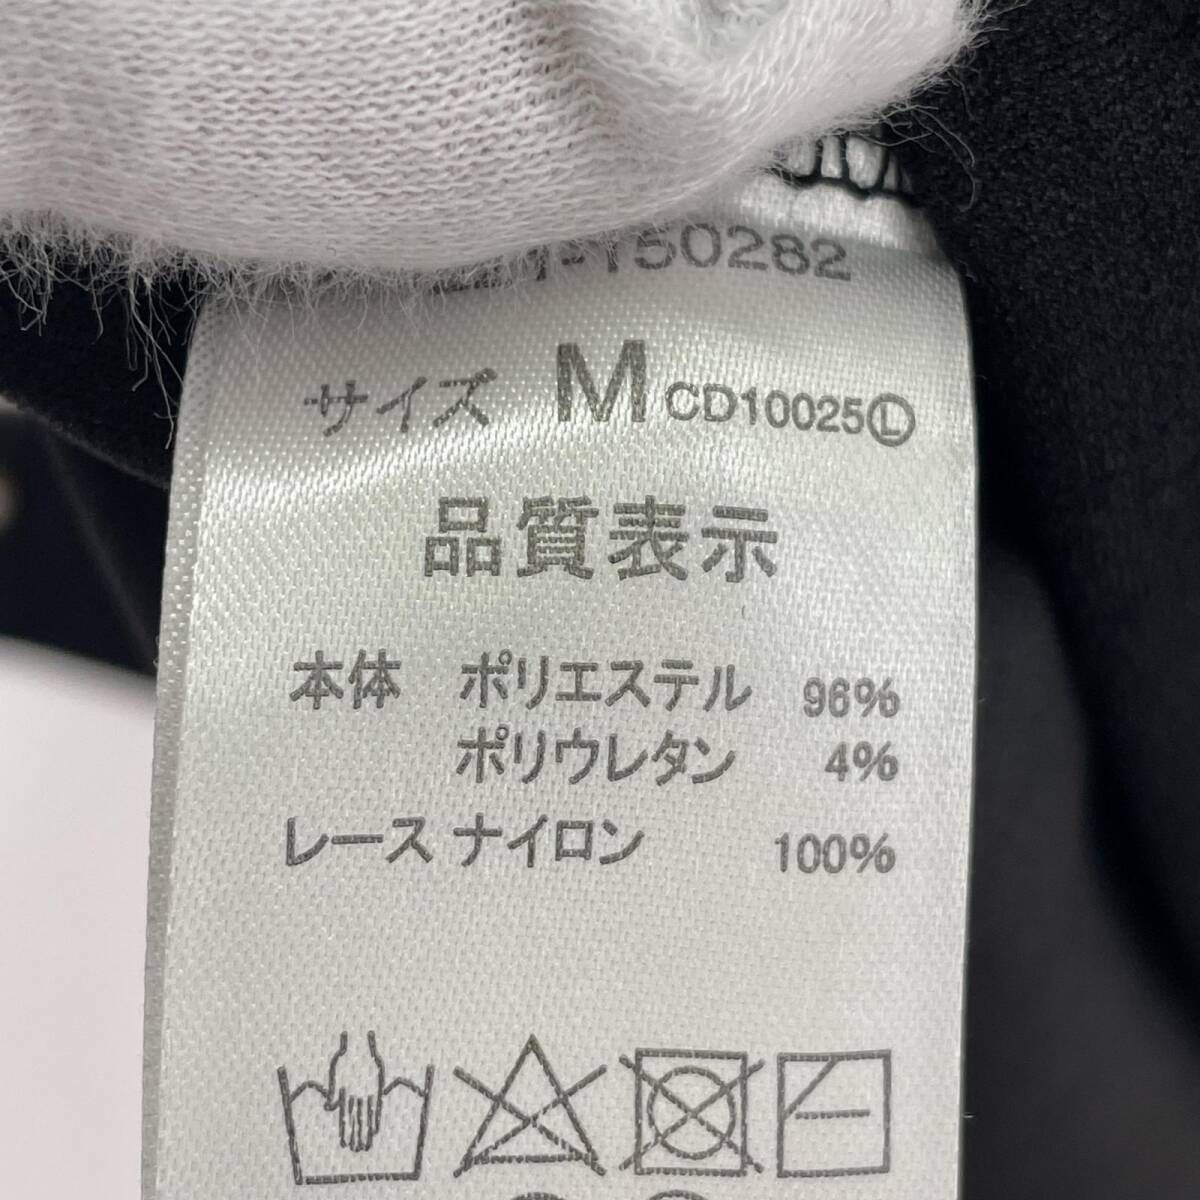 150282
サイズ M CD10025Ⓛ
品質表示
本体 ポリエステル 96%
ポリウレタン 4%
レース ナイロン 100%